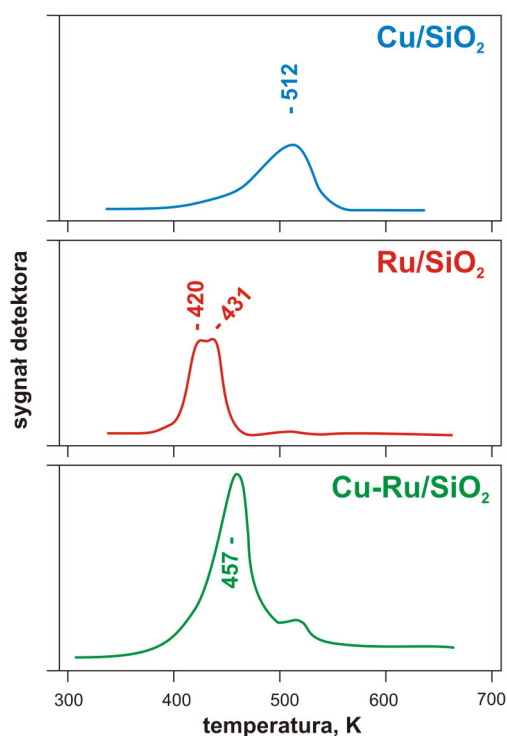 Cu/SiO₂
- 512
Ru/SiO₂
- 420
- 431
sygnał detektora
Cu-Ru/SiO₂
457 -
300 400 500 600 700
temperatura, K